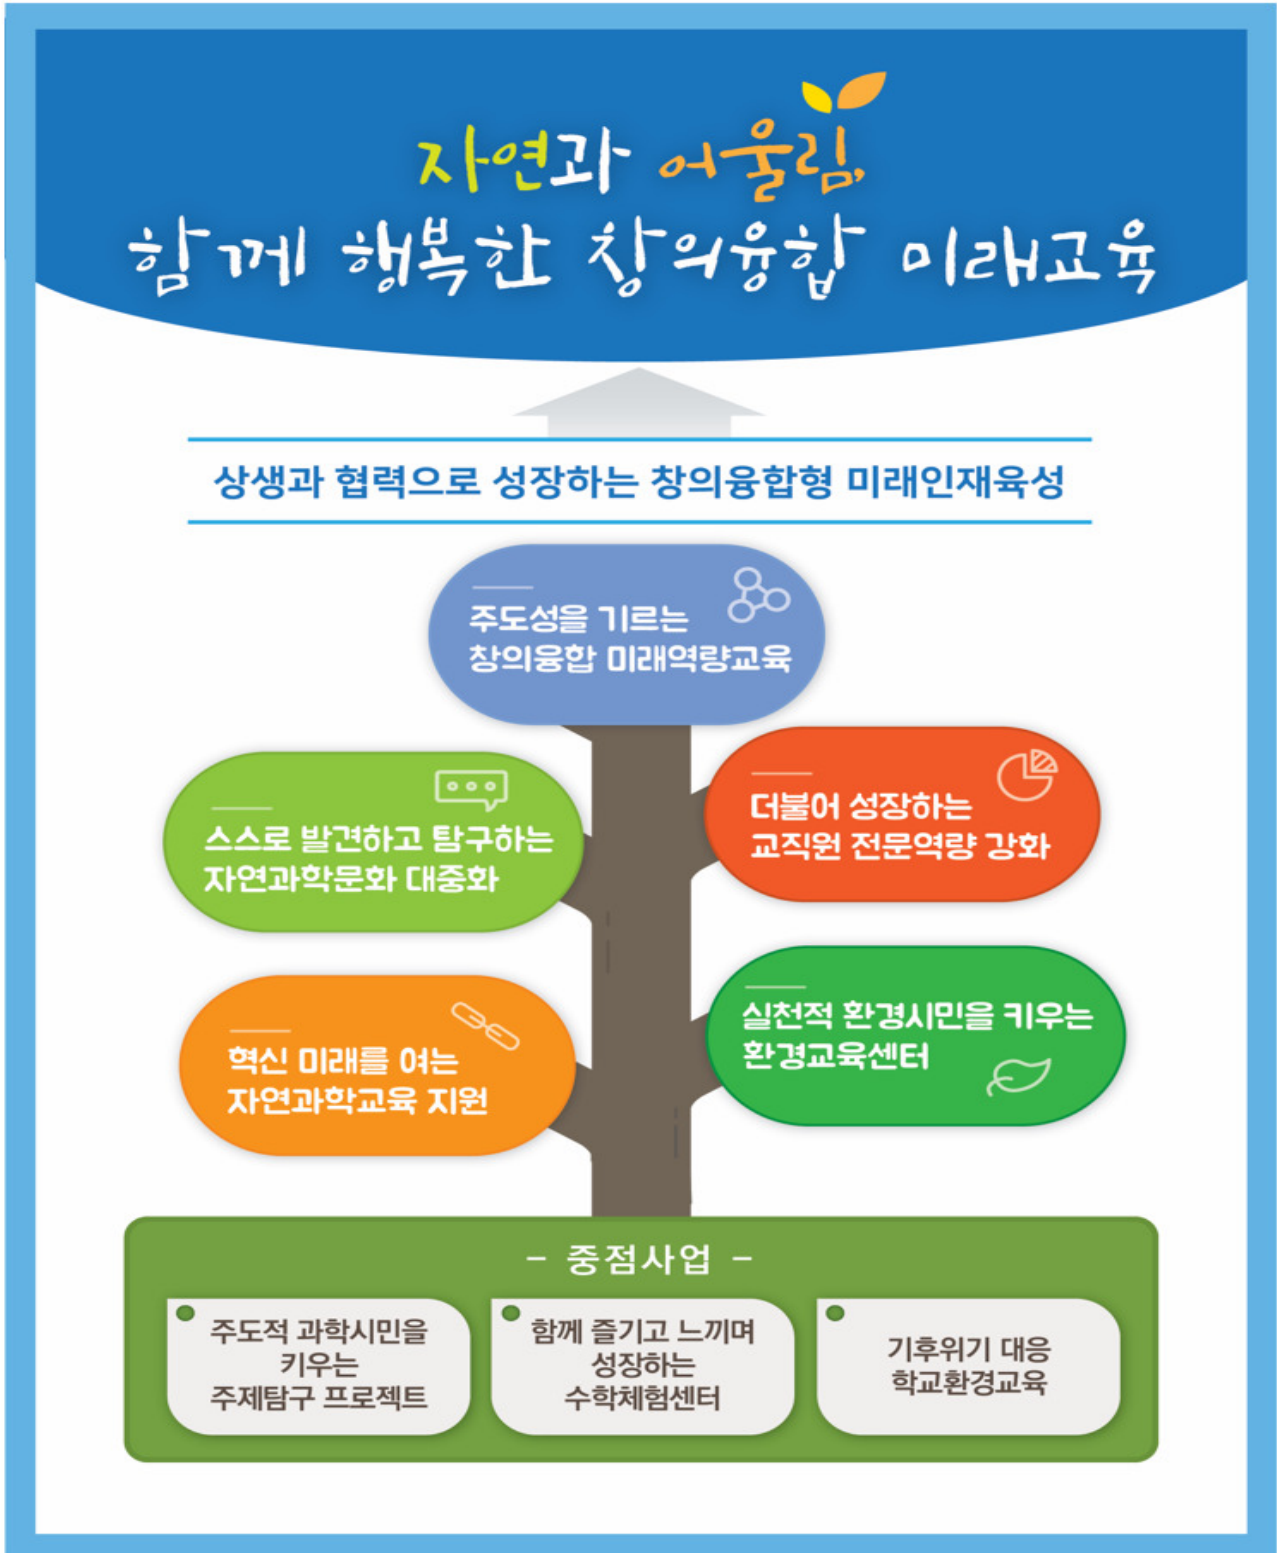 자연과 어울림,
함께 행복한 창의융합 미래교육
상생과 협력으로 성장하는 창의융합형 미래인재육성
주도성을 기르는
창의융합 미래역량교육
스스로 발견하고 탐구하는
자연과학문화 대중화
더불어 성장하는
교직원 전문역량 강화
혁신 미래를 여는
자연과학교육 지원
실천적 환경시민을 키우는
환경교육센터
- 중점사업 -
주도적 과학시민을
키우는
주제탐구 프로젝트
함께 즐기고 느끼며
성장하는
수학체험센터
기후위기 대응
학교환경교육